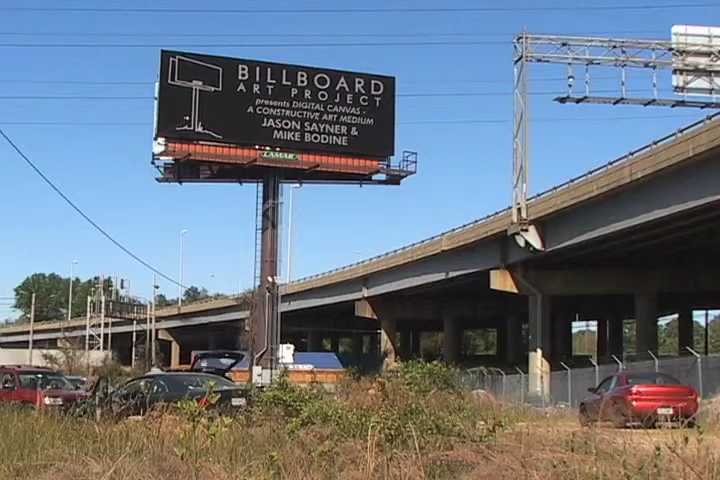 BILLBOARD
ART PROJECT
presents DIGITAL CANVAS -
A CONSTRUCTIVE ART MEDIUM
JASON SAYNER &
MIKE BODINE
LAMAR